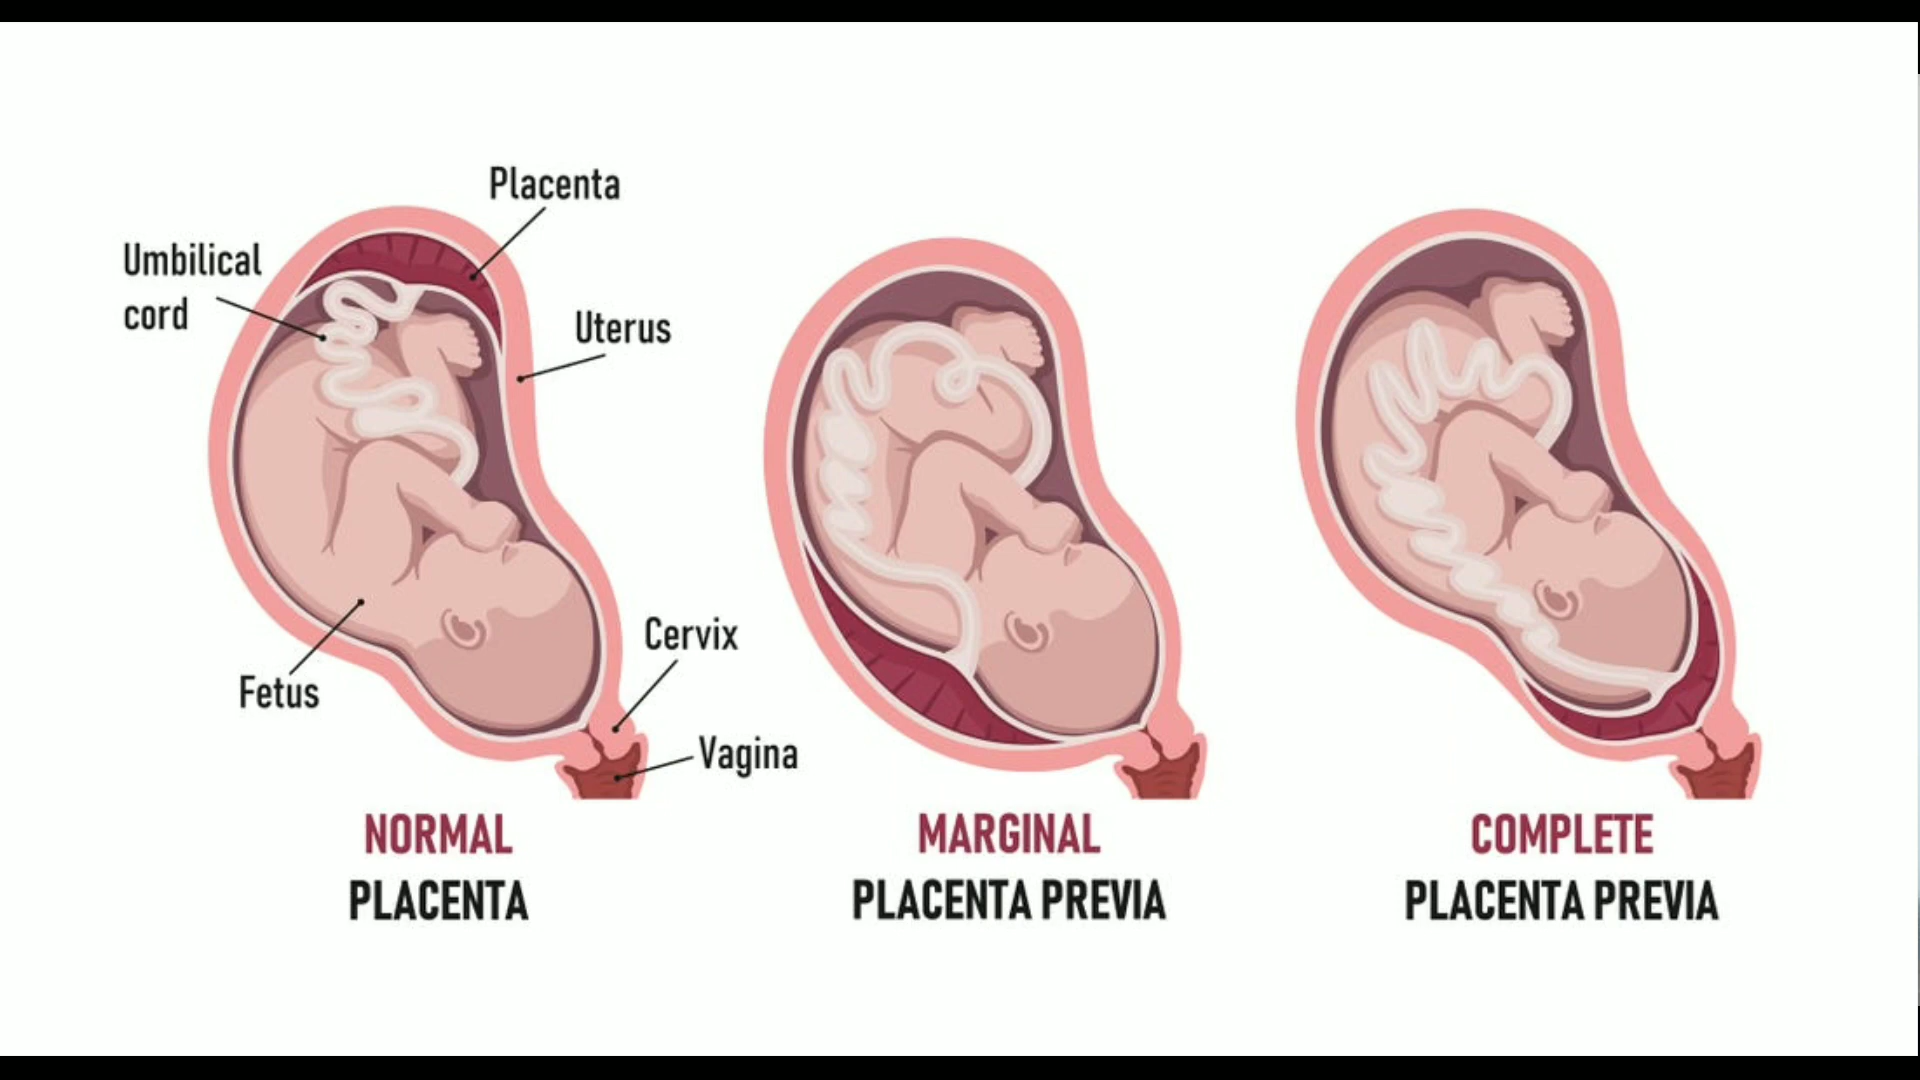 Placenta
Umbilical
cord
Uterus
Fetus
Cervix
Vagina
NORMAL
PLACENTA
MARGINAL
PLACENTA PREVIA
COMPLETE
PLACENTA PREVIA